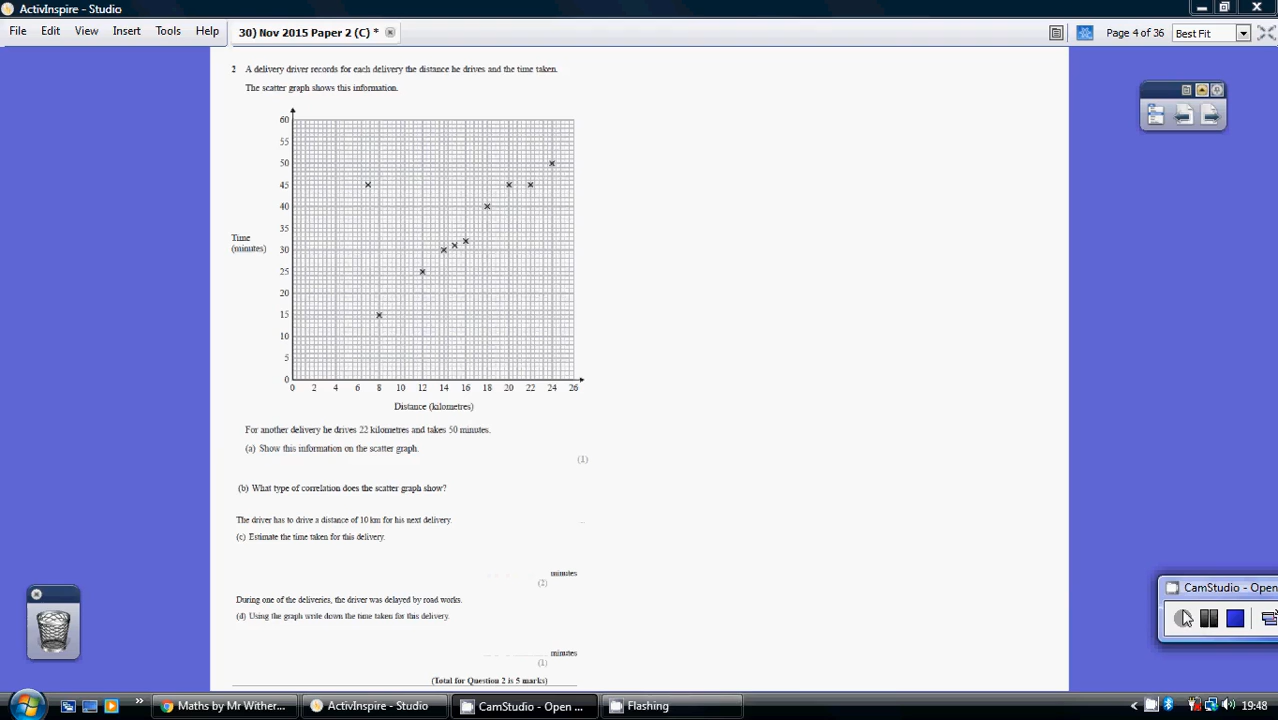 ActivInspire - Studio
File Edit View Insert Tools Help 30) Nov 2015 Paper 2 (C) * Page 4 of 36 Best Fit
2 A delivery driver records for each delivery the distance he drives and the time taken.
The scatter graph shows this information.
60
55
50
45
40
35
Time
(minutes)
30
25
20
15
10
5
0
0 2 4 6 8 10 12 14 16 18 20 22 24 26
Distance (kilometres)
For another delivery he drives 22 kilometres and takes 50 minutes.
(a) Show this information on the scatter graph.
(1)
(b) What type of correlation does the scatter graph show?
The driver has to drive a distance of 10 km for his next delivery.
(c) Estimate the time taken for this delivery.
minutes
(2)
During one of the deliveries, the driver was delayed by road works.
(d) Using the graph write down the time taken for this delivery.
minutes
(1)
(Total for Question 2 is 5 marks)
CamStudio - Open
Maths by Mr Wither... ActivInspire - Studio CamStudio - Open ... Flashing 19:48